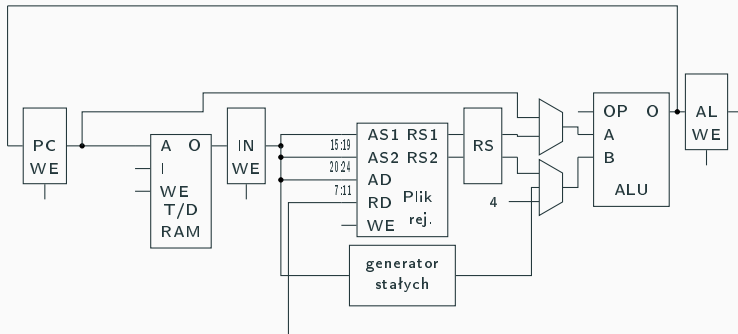 PC
WE
A O
I
WE
T/D
RAM
IN
WE
15:19
20:24
7:11
AS1 RS1
AS2 RS2
AD
RD
Plik
rej.
WE
RS
4
generator
stałych
OP O
A
B
ALU
AL
WE